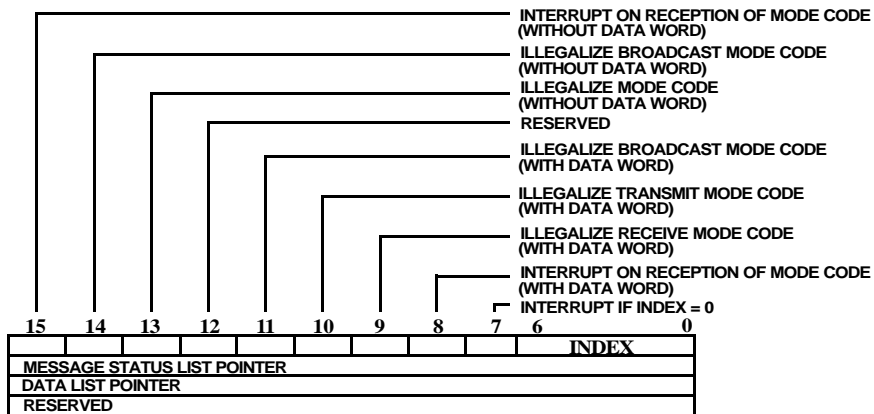 INTERRUPT ON RECEPTION OF MODE CODE
(WITHOUT DATA WORD)
ILLEGALIZE BROADCAST MODE CODE
(WITHOUT DATA WORD)
ILLEGALIZE MODE CODE
(WITHOUT DATA WORD)
RESERVED
ILLEGALIZE BROADCAST MODE CODE
(WITH DATA WORD)
ILLEGALIZE TRANSMIT MODE CODE
(WITH DATA WORD)
ILLEGALIZE RECEIVE MODE CODE
(WITH DATA WORD)
INTERRUPT ON RECEPTION OF MODE CODE
(WITH DATA WORD)
INTERRUPT IF INDEX = 0
15 14 13 12 11 10 9 8 7 6 0
INDEX
MESSAGE STATUS LIST POINTER
DATA LIST POINTER
RESERVED